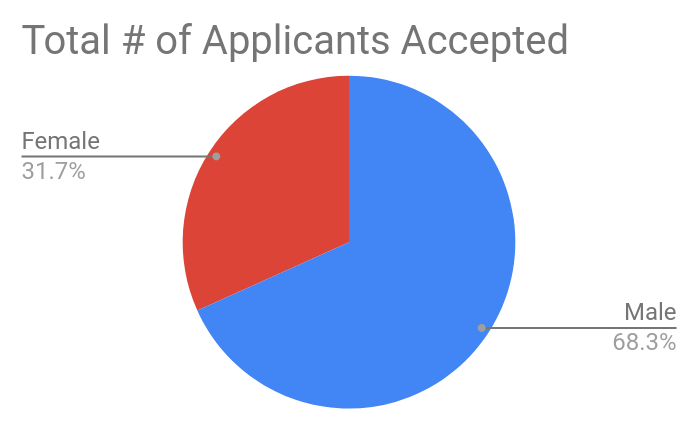 Total # of Applicants Accepted
Female
31.7%
Male
68.3%